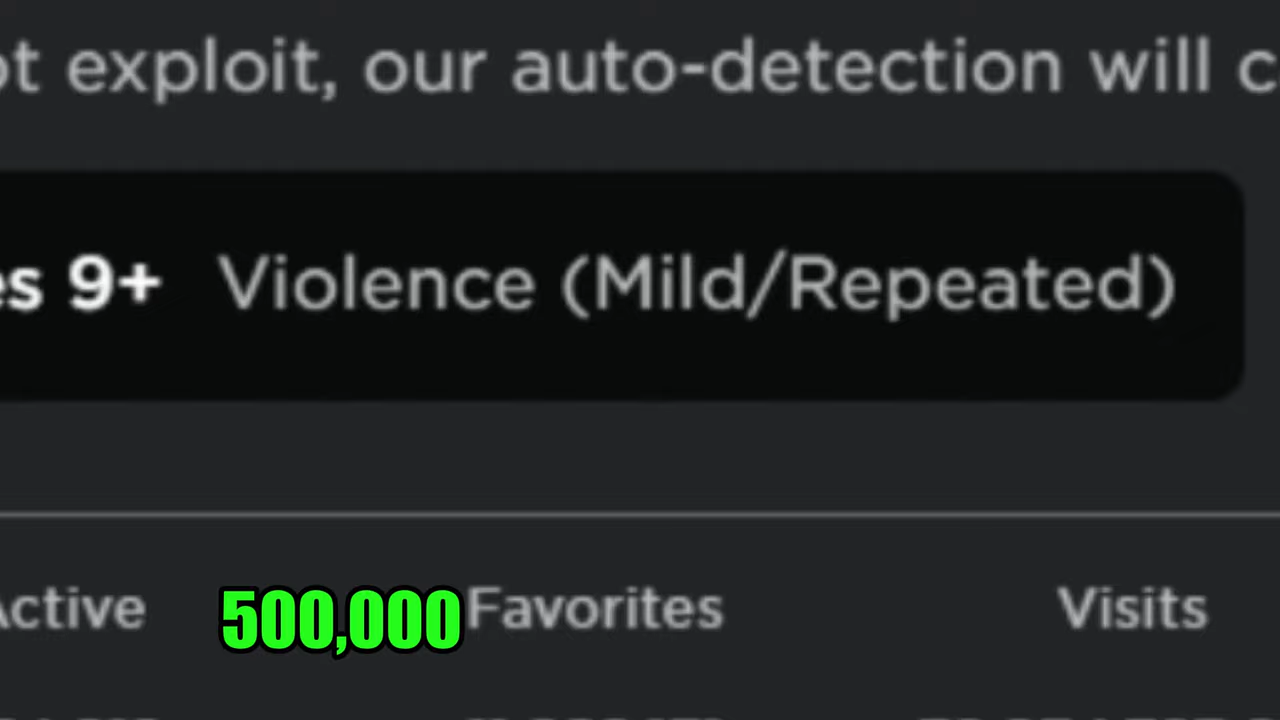 ot exploit, our auto-detection will c
es 9+ Violence (Mild/Repeated)
Active 500,000 Favorites Visits